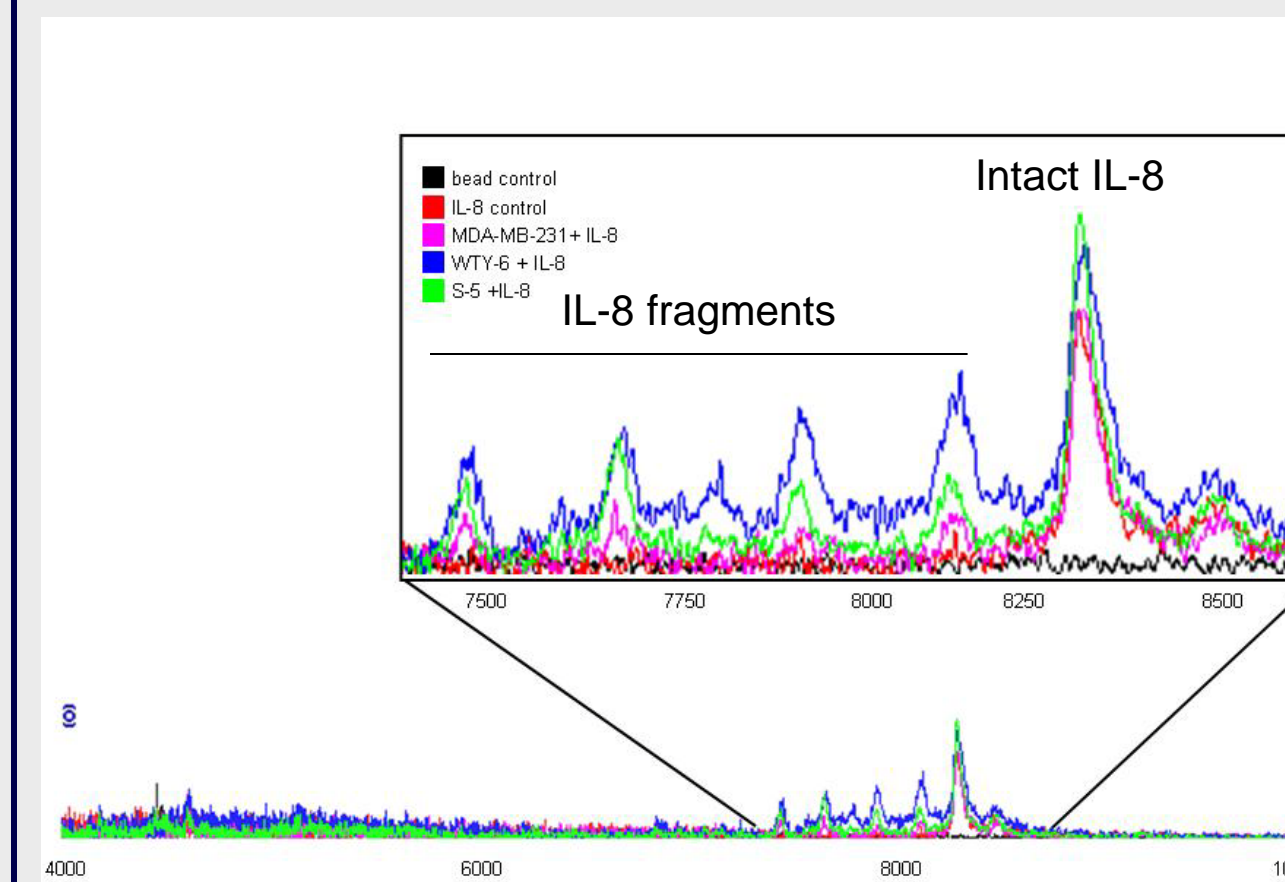 Intact IL-8
bead control
IL-8 control
MDA-MB-231+ IL-8
WTY-6 + IL-8
S-5 +IL-8
IL-8 fragments
7500 7750 8000 8250 8500
4000 6000 8000